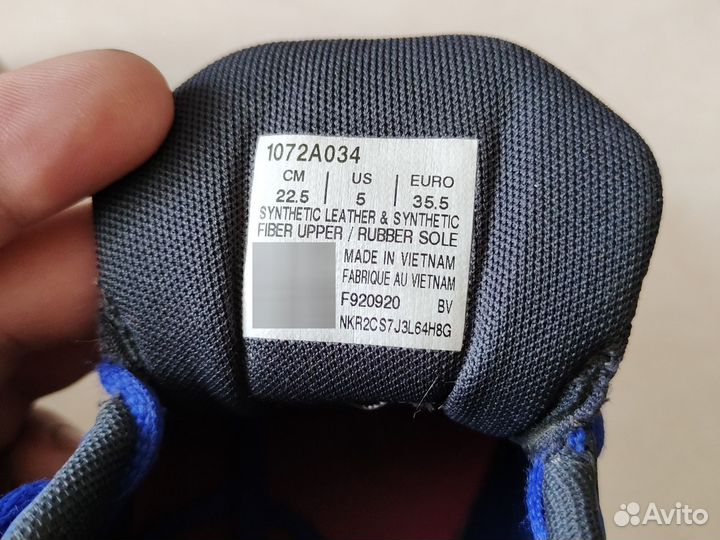 1072A034
CM US EURO
22.5 5 35.5
SYNTHETIC LEATHER & SYNTHETIC
FIBER UPPER / RUBBER SOLE
MADE IN VIETNAM
FABRIQUE AU VIETNAM
F920920 BV
NKR2CS7J3L64H8G
Avito